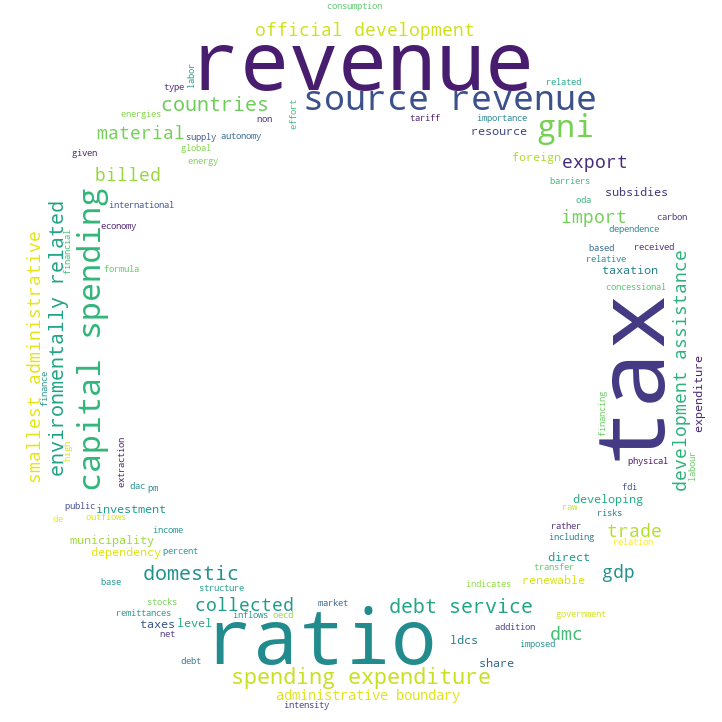 consumption
official development
revenue
labor
type
related
source revenue
countries
energies
non
effort
tariff
importance
gni
material
supply
autonomy
resource
global
energy
given
foreign
export
billed
barriers
subsidies
oda
international
import
carbon
economy
dependence
capital spending
environmentally related
smallest administrative
financial
based
received
relative
taxation
formula
concessional
tax
development assistance
expenditure
finance
financing
high
extraction
physical
labour
dac
pm
fdi
public
investment
developing
raw
risks
de
outflows
rather
trade
municipality
income
including
relation
dependency
percent
direct
domestic
transfer
gdp
base
structure
indicates
renewable
stocks
collected
market
debt service
remittances
inflows
oecd
government
taxes
level
ratio
addition
dmc
net
ldcs
imposed
debt
share
spending expenditure
administrative boundary
intensity